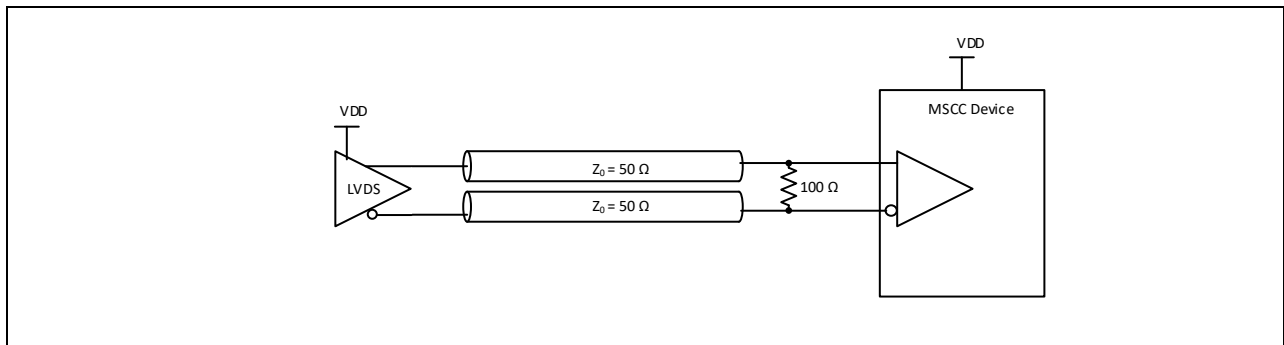 VDD
MSCC Device
VDD
LVDS
Z₀ = 50 Ω
Z₀ = 50 Ω
100 Ω